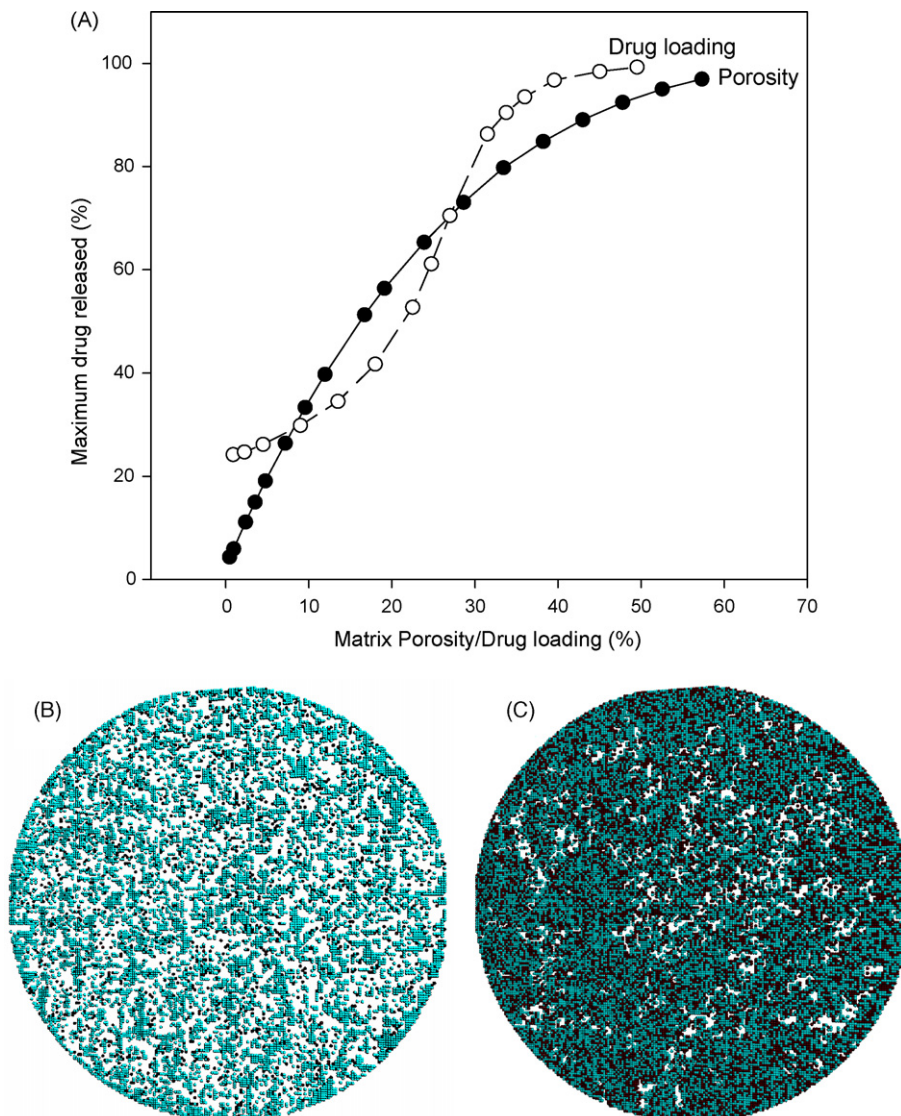 (A)
Drug loading
Porosity
100
80
60
40
20
0
Maximum drug released (%)
0 10 20 30 40 50 60 70
Matrix Porosity/Drug loading (%)
(B)
(C)